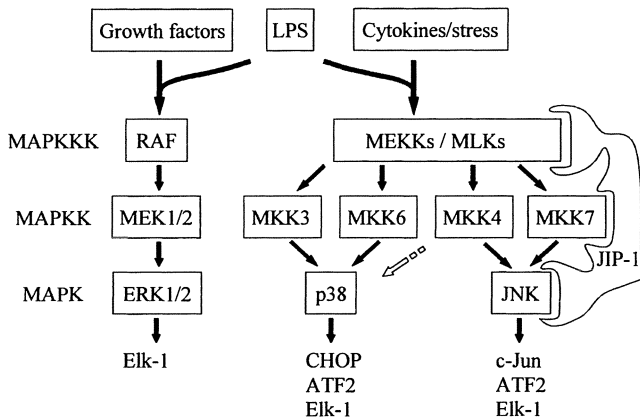 Growth factors LPS Cytokines/stress
MAPKKK RAF MEKKs / MLKs
MAPKK MEK1/2 MKK3 MKK6 MKK4 MKK7
JIP-1
MAPK ERK1/2 p38 JNK
Elk-1 CHOP c-Jun
ATF2 ATF2
Elk-1 Elk-1